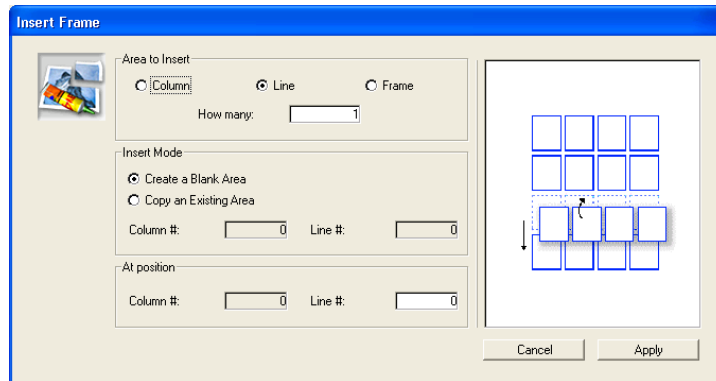 Insert Frame
Area to Insert
Column Line Frame
How many: 1
Insert Mode
Create a Blank Area
Copy an Existing Area
Column #: 0 Line #: 0
At position
Column #: 0 Line #: 0
Cancel Apply